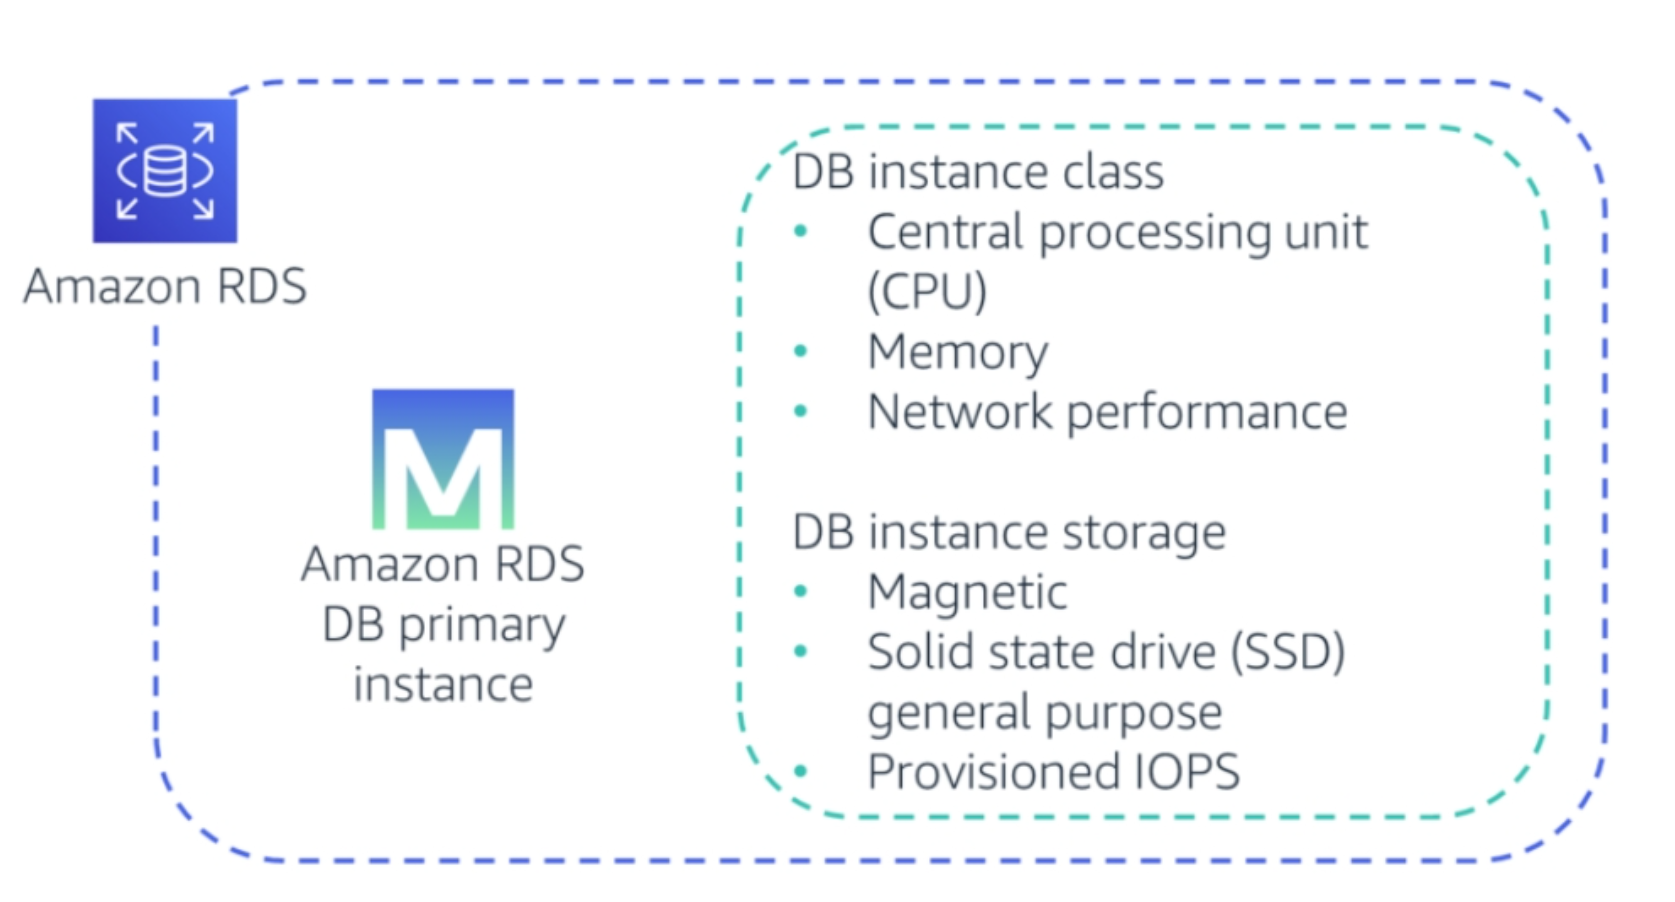 Amazon RDS
M
Amazon RDS
DB primary
instance
DB instance class
• Central processing unit
(CPU)
• Memory
• Network performance
DB instance storage
• Magnetic
• Solid state drive (SSD)
general purpose
• Provisioned IOPS